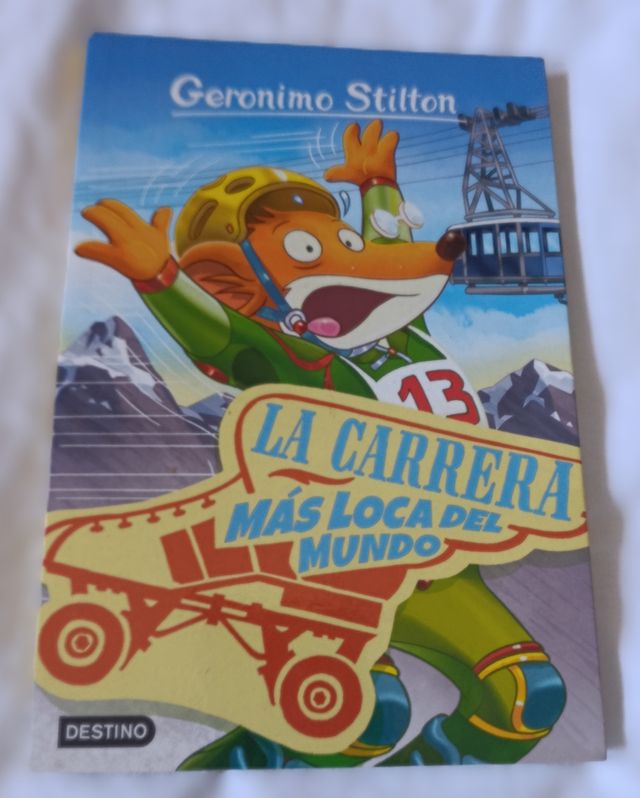 Geronimo Stilton
13
LA CARRERA
MÁS LOCA DEL
MUNDO
DESTINO